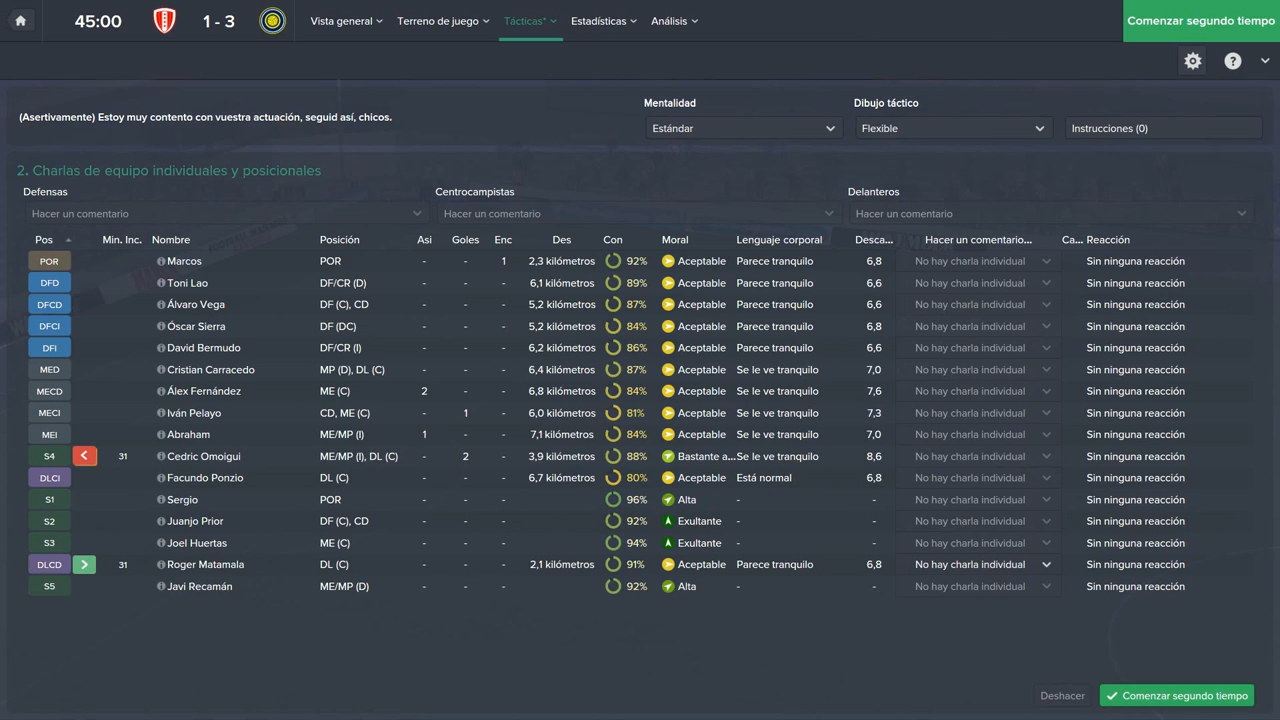 45:00 1 - 3 Vista general Terreno de juego Tácticas* Estadísticas Análisis Comenzar segundo tiempo
?
Mentalidad Dibujo táctico
(Asertivamente) Estoy muy contento con vuestra actuación, seguid así, chicos.
Estándar Flexible Instrucciones (0)
2. Charlas de equipo individuales y posicionales
Defensas Centrocampistas Delanteros
Hacer un comentario Hacer un comentario Hacer un comentario
Pos Min. Inc. Nombre Posición Asi Goles Enc Des Con Moral Lenguaje corporal Desca... Hacer un comentario... Ca... Reacción
POR Marcos POR - - 1 2,3 kilómetros 92% Aceptable Parece tranquilo 6,8 No hay charla individual Sin ninguna reacción
DFD Toni Lao DF/CR (D) - - - 6,1 kilómetros 89% Aceptable Parece tranquilo 6,6 No hay charla individual Sin ninguna reacción
DFCD Álvaro Vega DF (C), CD - - - 5,2 kilómetros 87% Aceptable Parece tranquilo 6,6 No hay charla individual Sin ninguna reacción
DFCI Óscar Sierra DF (DC) - - - 5,2 kilómetros 84% Aceptable Parece tranquilo 6,8 No hay charla individual Sin ninguna reacción
DFI David Bermudo DF/CR (I) - - - 6,2 kilómetros 86% Aceptable Parece tranquilo 6,6 No hay charla individual Sin ninguna reacción
MED Cristian Carracedo MP (D), DL (C) - - - 6,4 kilómetros 87% Aceptable Se le ve tranquilo 7,0 No hay charla individual Sin ninguna reacción
MECD Álex Fernández ME (C) 2 - - 6,8 kilómetros 84% Aceptable Se le ve tranquilo 7,6 No hay charla individual Sin ninguna reacción
MECI Iván Pelayo CD, ME (C) - 1 - 6,0 kilómetros 81% Aceptable Se le ve tranquilo 7,3 No hay charla individual Sin ninguna reacción
MEI Abraham ME/MP (I) 1 - - 7,1 kilómetros 84% Aceptable Se le ve tranquilo 7,0 No hay charla individual Sin ninguna reacción
S4 31 Cedric Omoigui ME/MP (I), DL (C) - 2 - 3,9 kilómetros 88% Bastante a... Se le ve tranquilo 8,6 No hay charla individual Sin ninguna reacción
DLCI Facundo Ponzio DL (C) - - - 6,7 kilómetros 80% Aceptable Está normal 6,8 No hay charla individual Sin ninguna reacción
S1 Sergio POR - - - 96% Alta - - No hay charla individual Sin ninguna reacción
S2 Juanjo Prior DF (C), CD - - - 92% Exultante - - No hay charla individual Sin ninguna reacción
S3 Joel Huertas ME (C) - - - 94% Exultante - - No hay charla individual Sin ninguna reacción
DLCD 31 Roger Matamala DL (C) - - - 2,1 kilómetros 91% Aceptable Parece tranquilo 6,8 No hay charla individual Sin ninguna reacción
S5 Javi Recamán ME/MP (D) - - - 92% Alta - - No hay charla individual Sin ninguna reacción
Deshacer Comenzar segundo tiempo